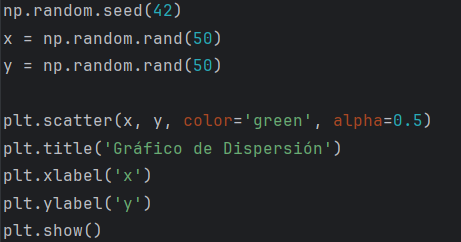 np.random.seed(42)
x = np.random.rand(50)
y = np.random.rand(50)

plt.scatter(x, y, color='green', alpha=0.5)
plt.title('Gráfico de Dispersión')
plt.xlabel('x')
plt.ylabel('y')
plt.show()